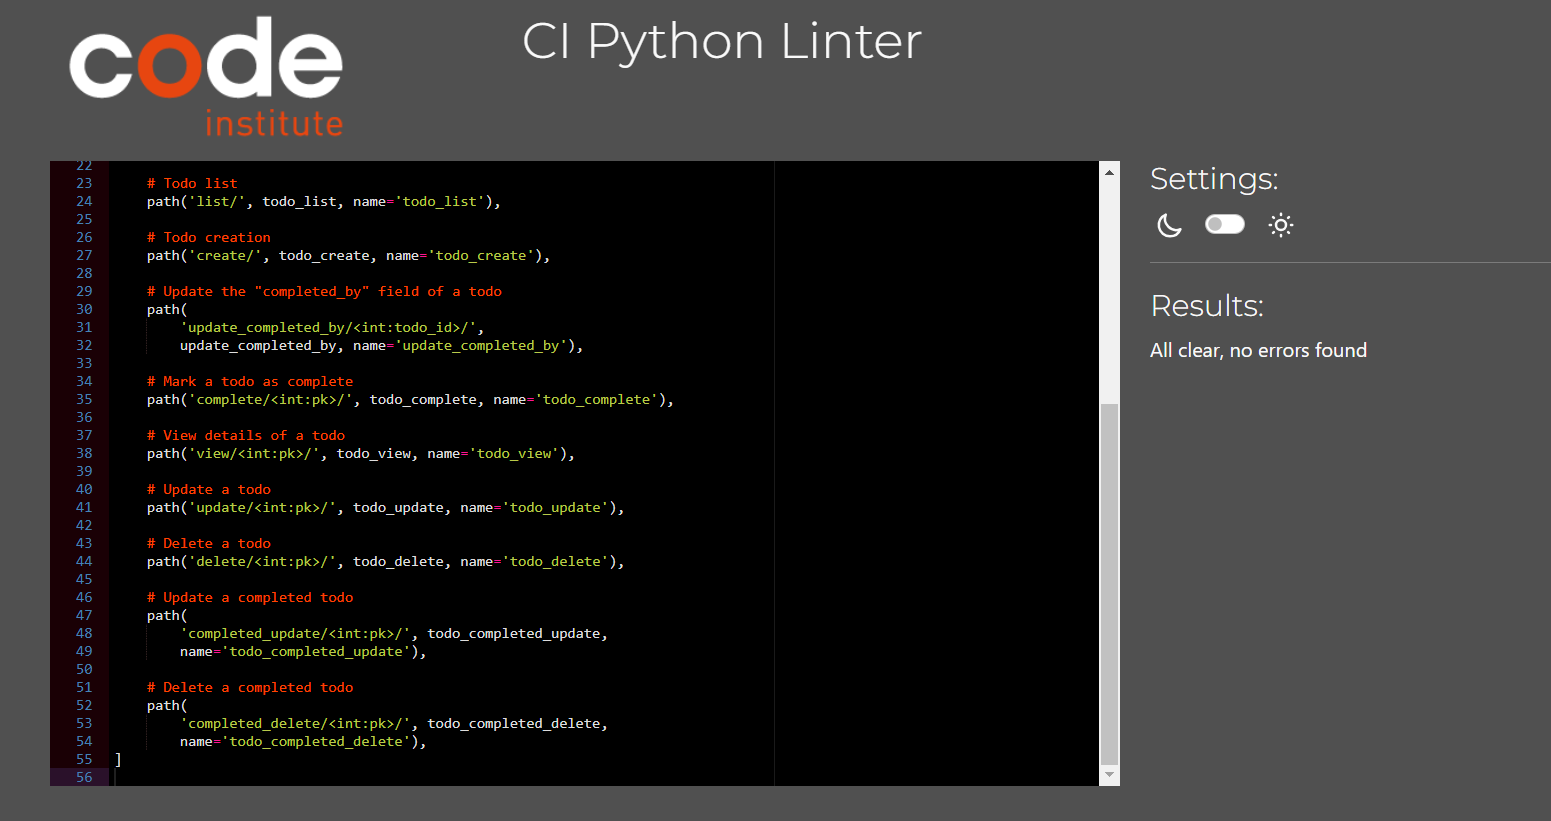 code
institute
CI Python Linter
22
23 # Todo list
24 path('list/', todo_list, name='todo_list'),
25
26 # Todo creation
27 path('create/', todo_create, name='todo_create'),
28
29 # Update the "completed_by" field of a todo
30 path(
31 'update_completed_by/<int:todo_id>/',
32 update_completed_by, name='update_completed_by'),
33
34 # Mark a todo as complete
35 path('complete/<int:pk>/', todo_complete, name='todo_complete'),
36
37 # View details of a todo
38 path('view/<int:pk>/', todo_view, name='todo_view'),
39
40 # Update a todo
41 path('update/<int:pk>/', todo_update, name='todo_update'),
42
43 # Delete a todo
44 path('delete/<int:pk>/', todo_delete, name='todo_delete'),
45
46 # Update a completed todo
47 path(
48 'completed_update/<int:pk>/', todo_completed_update,
49 name='todo_completed_update'),
50
51 # Delete a completed todo
52 path(
53 'completed_delete/<int:pk>/', todo_completed_delete,
54 name='todo_completed_delete'),
55 ]
56
Settings:
Results:
All clear, no errors found